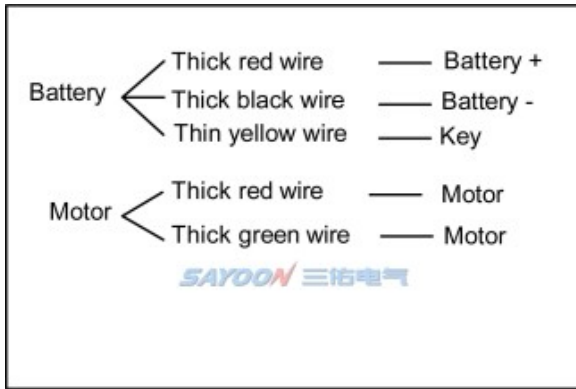 Battery
Thick red wire Battery +
Thick black wire Battery -
Thin yellow wire Key
Motor
Thick red wire Motor
Thick green wire Motor
SAYOON 三佑电气